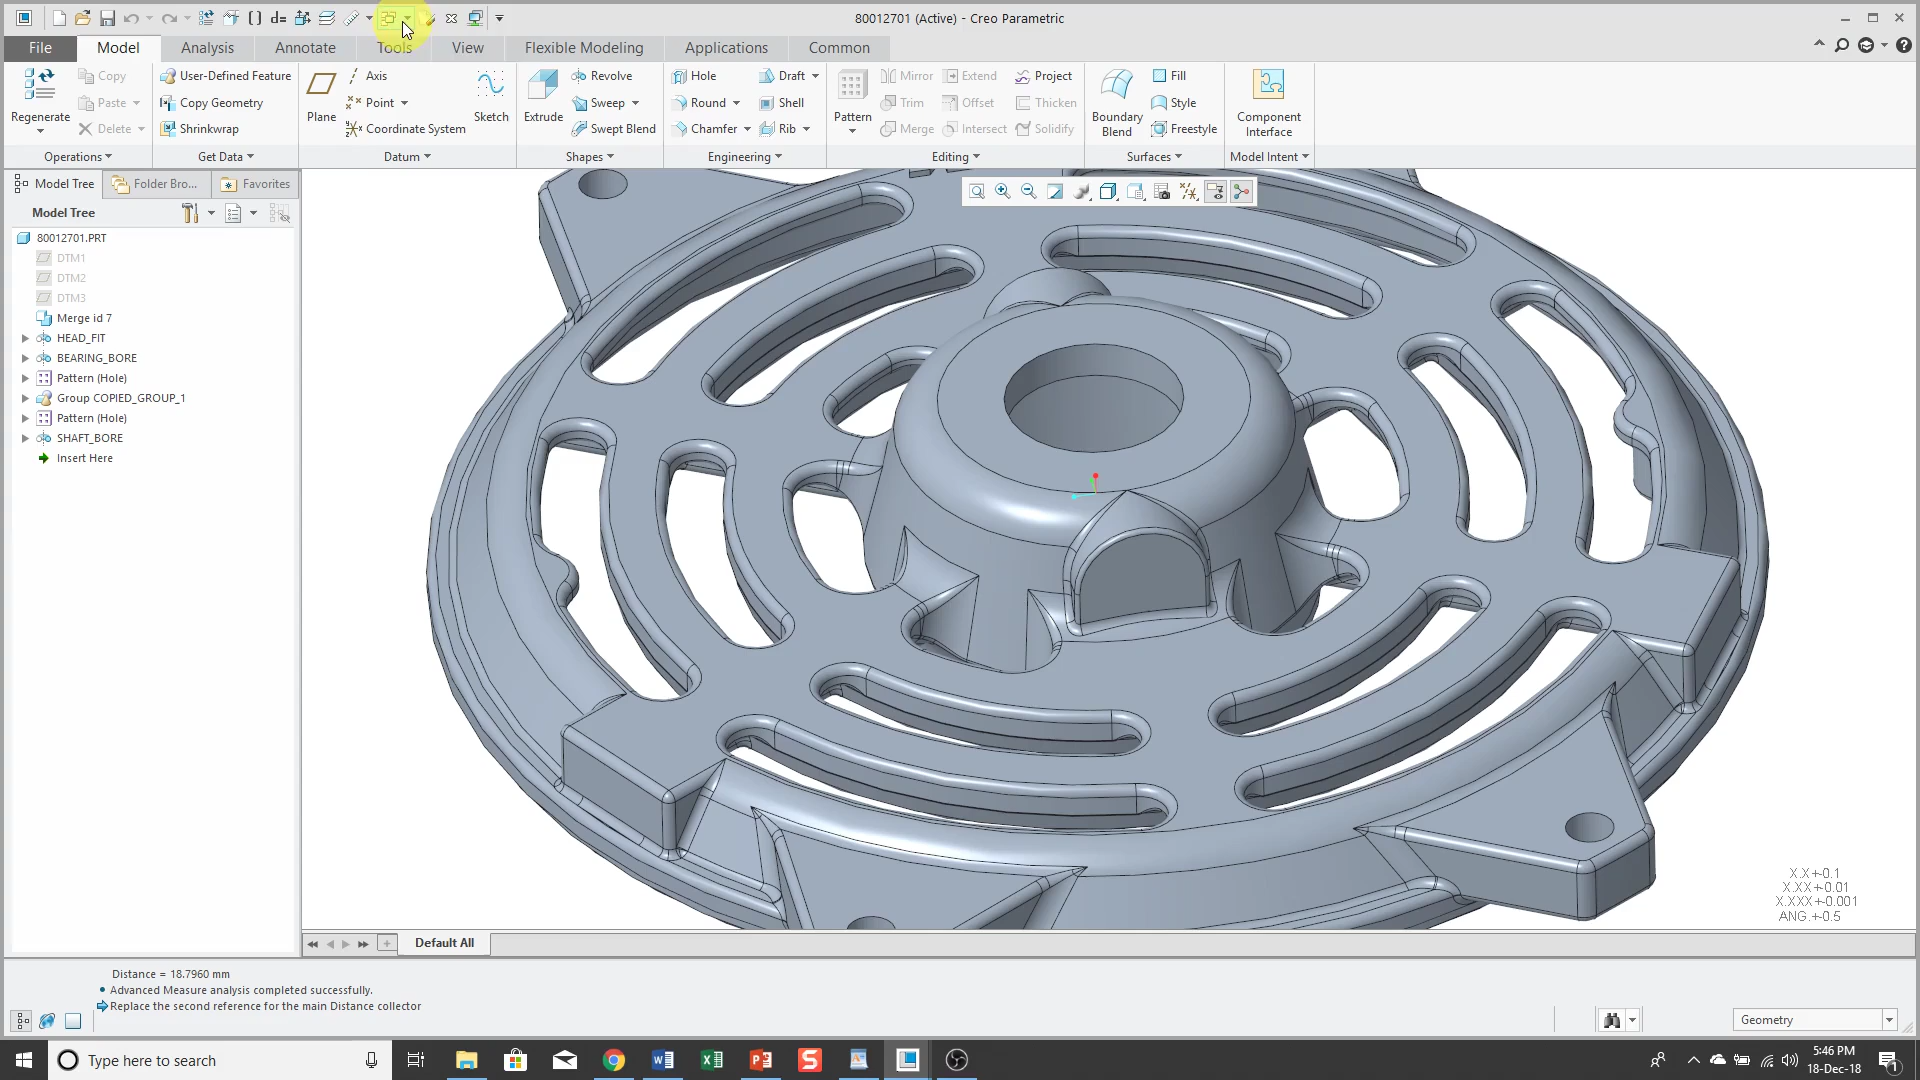 80012701 (Active) - Creo Parametric
File Model Analysis Annotate Tools View Flexible Modeling Applications Common
Regenerate
Copy
Paste
Delete
Operations
User-Defined Feature
Copy Geometry
Shrinkwrap
Get Data
Plane
Axis
Point
Coordinate System
Sketch
Datum
Extrude
Revolve
Sweep
Swept Blend
Shapes
Hole
Round
Chamfer
Draft
Shell
Rib
Engineering
Pattern
Mirror
Trim
Merge
Extend
Offset
Intersect
Project
Thicken
Solidify
Editing
Boundary
Blend
Fill
Style
Freestyle
Surfaces
Component
Interface
Model Intent
Model Tree Folder Bro... Favorites
Model Tree
80012701.PRT
DTM1
DTM2
DTM3
Merge id 7
HEAD_FIT
BEARING_BORE
Pattern (Hole)
Group COPIED_GROUP_1
Pattern (Hole)
SHAFT_BORE
Insert Here
X.X+-0.1
X.XX+-0.01
X.XXX+-0.001
ANG.+-0.5
Default All
Distance = 18.7960 mm
Advanced Measure analysis completed successfully.
Replace the second reference for the main Distance collector
Geometry
Type here to search
5:46 PM
18-Dec-18
1